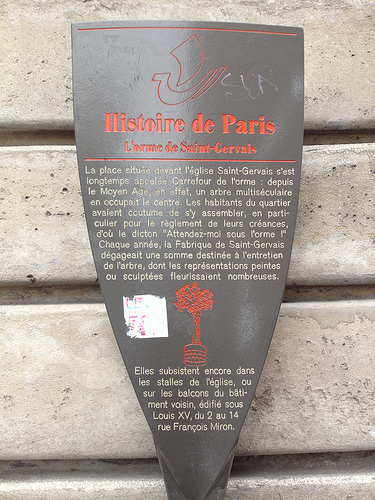 SUN
Histoire de Paris
L'orme de Saint-Gervais
La place située devant l'église Saint-Gervais s'est
longtemps appelée Carrefour de l'orme : depuis
le Moyen Age, en effet, un arbre multiséculaire
en occupait le centre. Les habitants du quartier
avaient coutume de s'y assembler, en parti-
culier pour le règlement de leurs créances,
d'où le dicton "Attendez-moi sous l'orme !"
Chaque année, la Fabrique de Saint-Gervais
dégageait une somme destinée à l'entretien
de l'arbre, dont les représentations peintes
ou sculptées fleurissaient nombreuses.
Elles subsistent encore dans
les stalles de l'église, ou
sur les balcons du bâti-
ment voisin, édifié sous
Louis XV, du 2 au 14
rue François Miron.